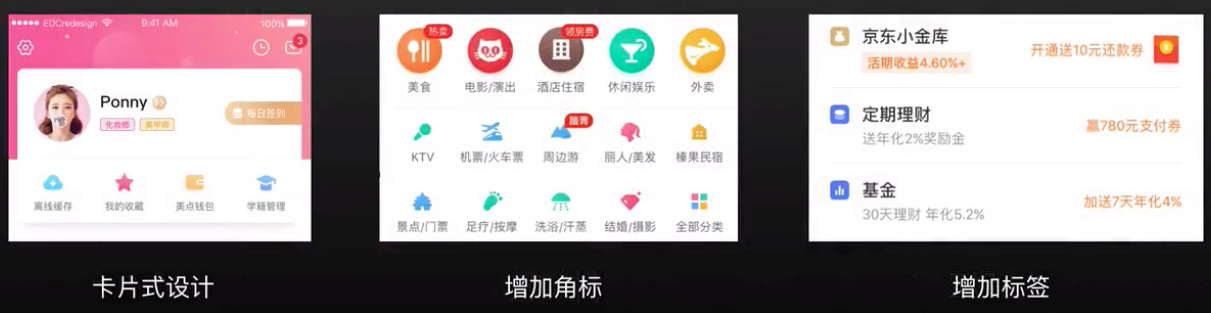 EDCredesign
9:41 AM
100%
3
Ponny
化妆师
美甲师
每日签到
离线缓存
我的收藏
美点钱包
学籍管理
卡片式设计
热卖
领房费
美食
电影/演出
酒店住宿
休闲娱乐
外卖
踏青
KTV
机票/火车票
周边游
丽人/美发
榛果民宿
景点/门票
足疗/按摩
洗浴/汗蒸
结婚/摄影
全部分类
增加角标
京东小金库
活期收益4.60%+
开通送10元还款券
定期理财
送年化2%奖励金
赢780元支付券
基金
30天理财 年化5.2%
加送7天年化4%
增加标签